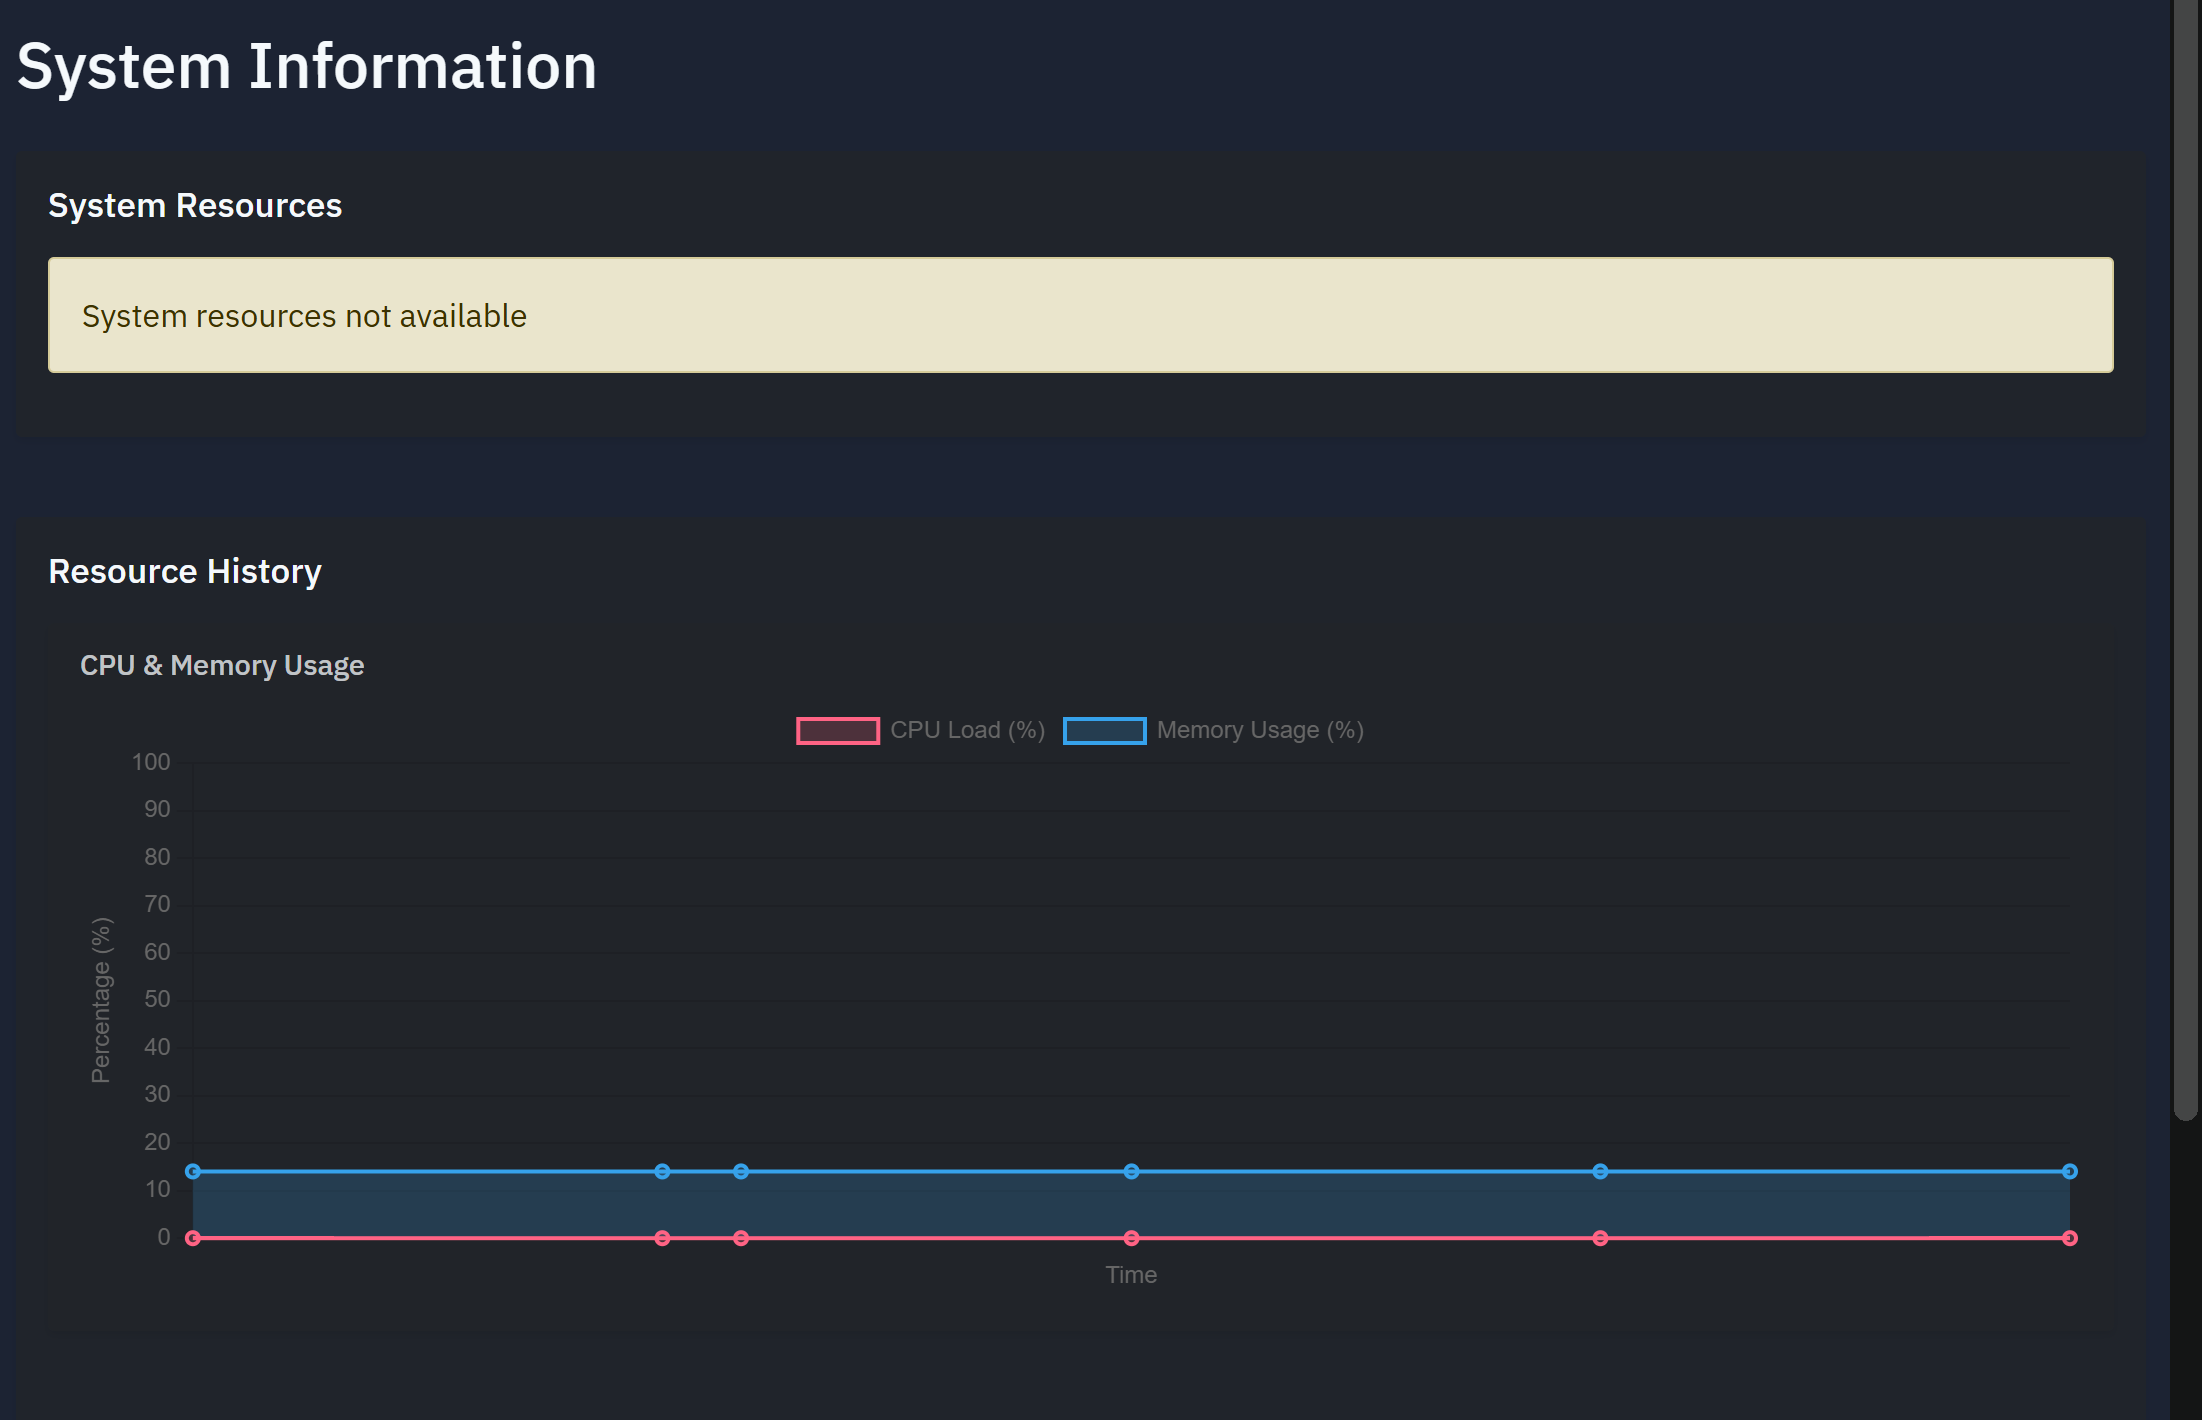 System Information
System Resources
System resources not available
Resource History
CPU & Memory Usage
CPU Load (%) Memory Usage (%)
100
90
80
70
60
50
40
30
20
10
0
Percentage (%)
Time